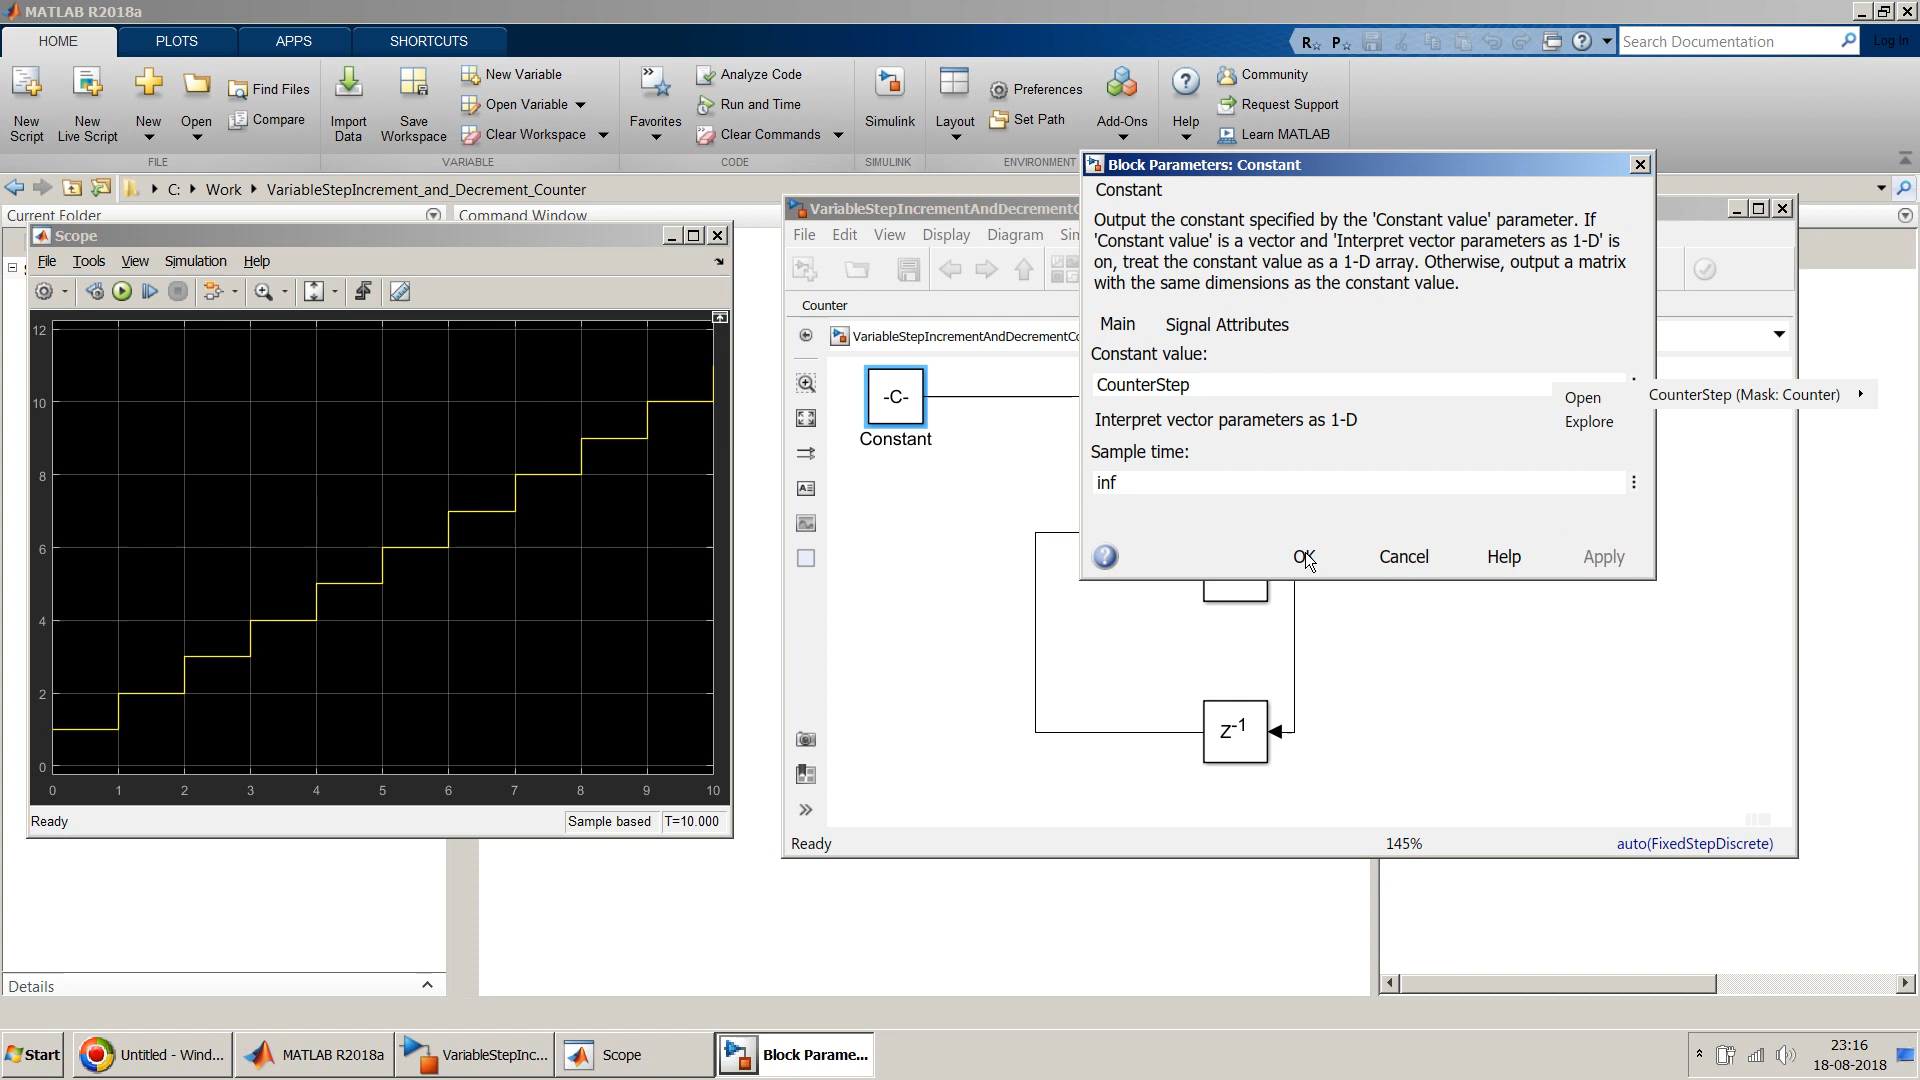 MATLAB R2018a
HOME
PLOTS
APPS
SHORTCUTS
Search Documentation
Log In
New Script
New Live Script
New
Open
Find Files
Compare
Import Data
Save Workspace
New Variable
Open Variable
Clear Workspace
Favorites
Analyze Code
Run and Time
Clear Commands
Simulink
Layout
Preferences
Set Path
Add-Ons
Help
Community
Request Support
Learn MATLAB
FILE
VARIABLE
CODE
SIMULINK
ENVIRONMENT
C: Work VariableStepIncrement_and_Decrement_Counter
Current Folder
Command Window
Scope
File Tools View Simulation Help
12
10
8
6
4
2
0
0 1 2 3 4 5 6 7 8 9 10
Ready
Sample based
T=10.000
Details
VariableStepIncrementAndDecrementC
File Edit View Display Diagram Sim
Counter
VariableStepIncrementAndDecrementCo
-C-
Constant
Z-1
Ready
145%
auto(FixedStepDiscrete)
Block Parameters: Constant
Constant
Output the constant specified by the 'Constant value' parameter. If
'Constant value' is a vector and 'Interpret vector parameters as 1-D' is
on, treat the constant value as a 1-D array. Otherwise, output a matrix
with the same dimensions as the constant value.
Main
Signal Attributes
Constant value:
CounterStep
Open
Explore
CounterStep (Mask: Counter)
Interpret vector parameters as 1-D
Sample time:
inf
OK
Cancel
Help
Apply
Start
Untitled - Wind...
MATLAB R2018a
VariableStepInc...
Scope
Block Parame...
23:16
18-08-2018